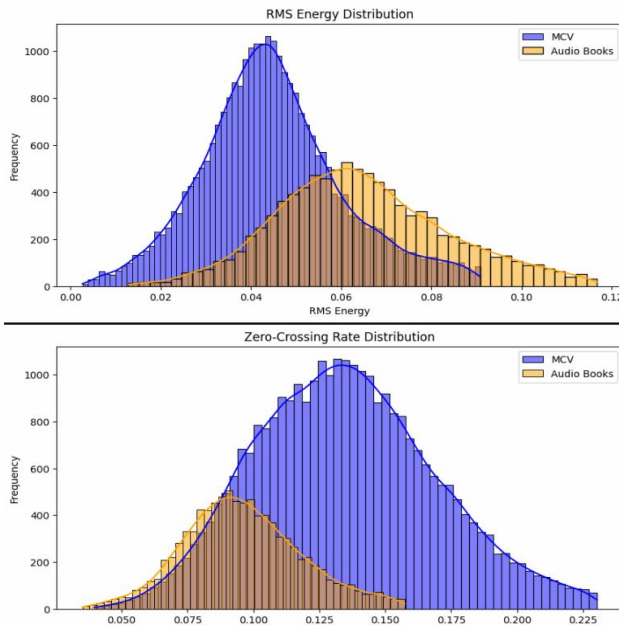 RMS Energy Distribution
MCV
Audio Books
Frequency
1000
800
600
400
200
0
0.00 0.02 0.04 0.06 0.08 0.10 0.12
RMS Energy
Zero-Crossing Rate Distribution
MCV
Audio Books
Frequency
1000
800
600
400
200
0
0.050 0.075 0.100 0.125 0.150 0.175 0.200 0.225